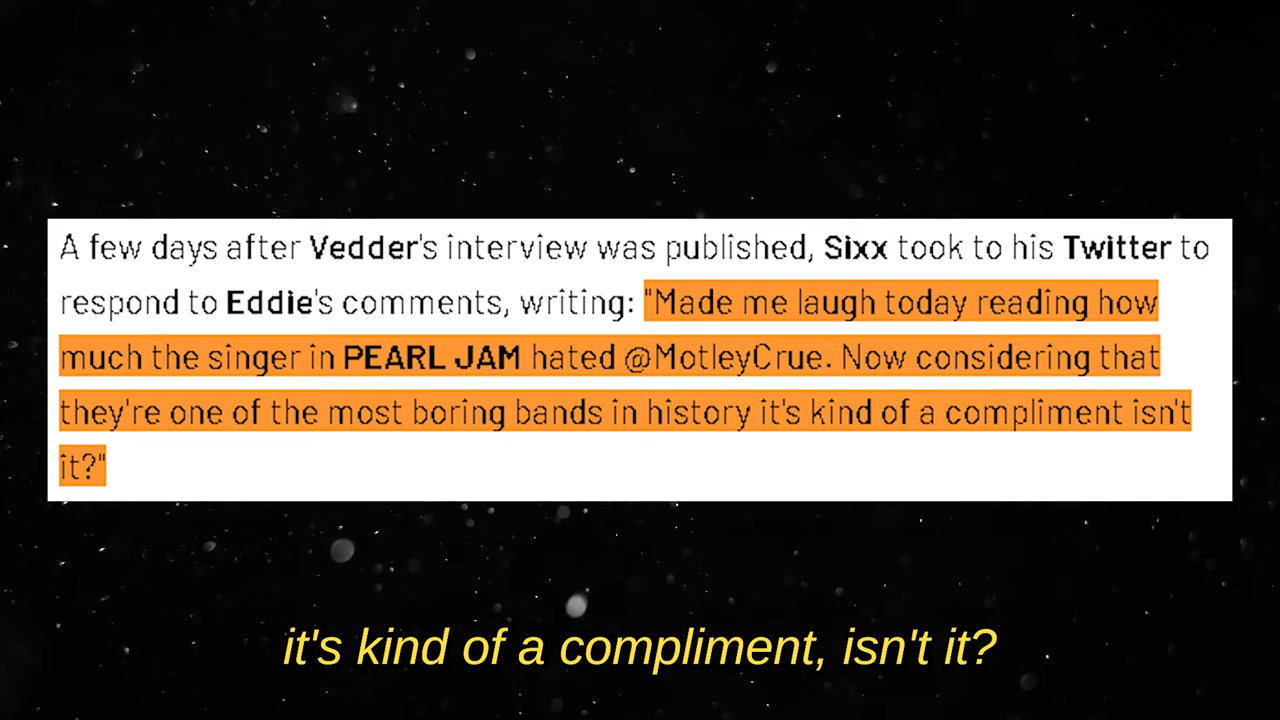 A few days after Vedder's interview was published, Sixx took to his Twitter to
respond to Eddie's comments, writing: "Made me laugh today reading how
much the singer in PEARL JAM hated @MotleyCrue. Now considering that
they're one of the most boring bands in history it's kind of a compliment isn't
it?"
it's kind of a compliment, isn't it?